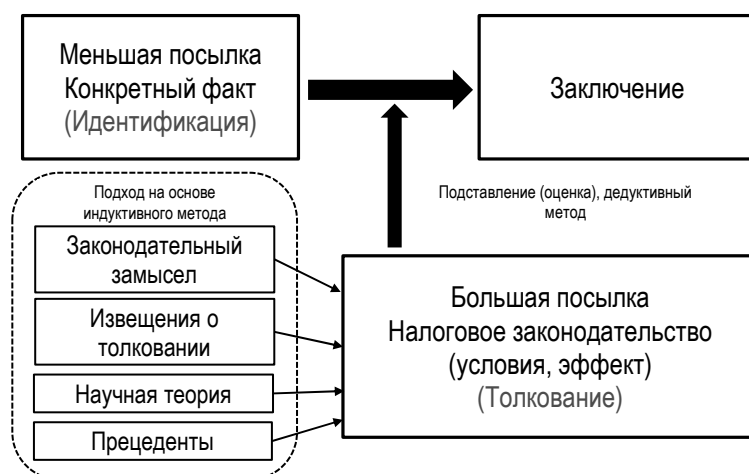 Меньшая посылка
Конкретный факт
(Идентификация)
Заключение
Подход на основе
индуктивного метода
Подставление (оценка), дедуктивный
метод
Законодательный
замысел
Извещения о
толковании
Научная теория
Прецеденты
Большая посылка
Налоговое законодательство
(условия, эффект)
(Толкование)